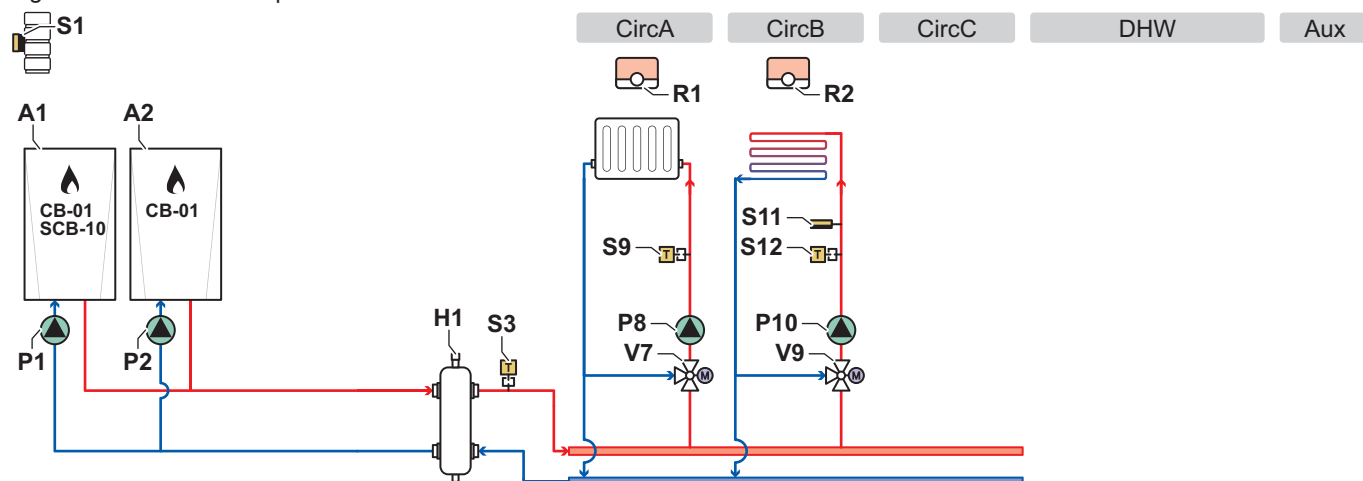 S1
CircA CircB CircC DHW Aux
R1 R2
A1 A2
CB-01
SCB-10
CB-01
S11
S9 T S12 T
H1 S3 P8 P10
P1 P2 T V7 V9
M M